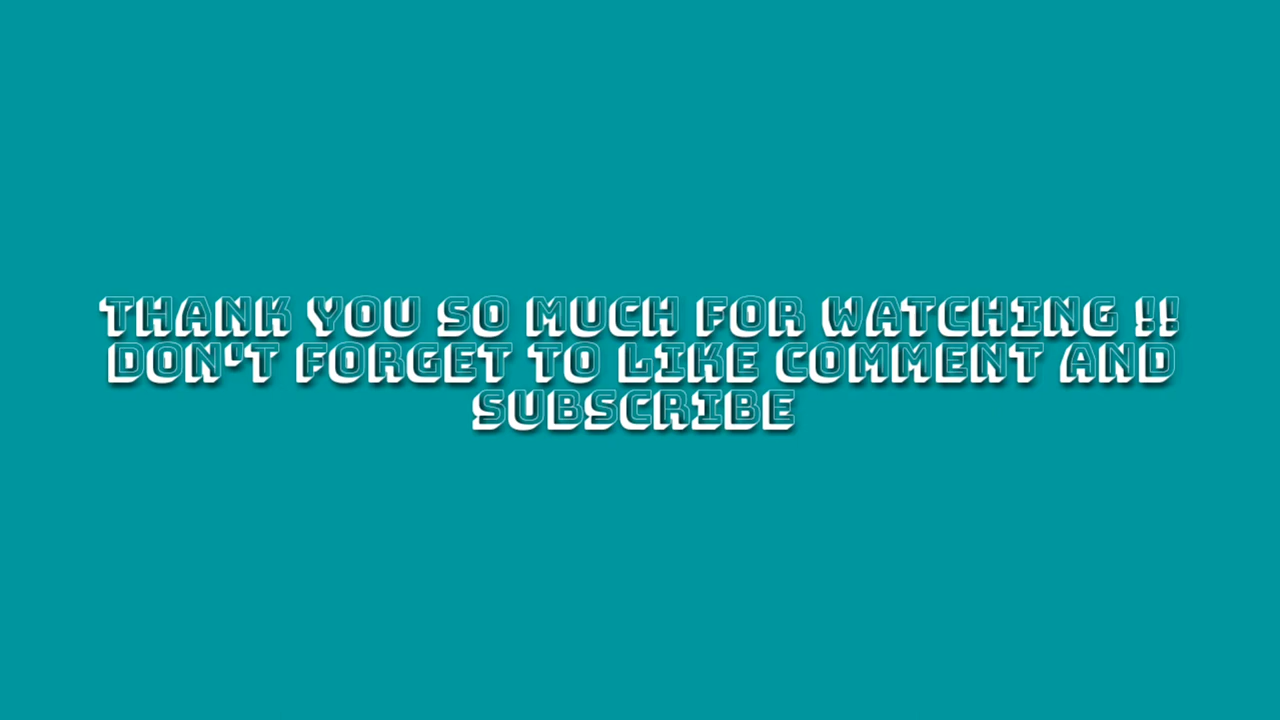 THANK YOU SO MUCH FOR WATCHING !!
DON'T FORGET TO LIKE COMMENT AND
SUBSCRIBE